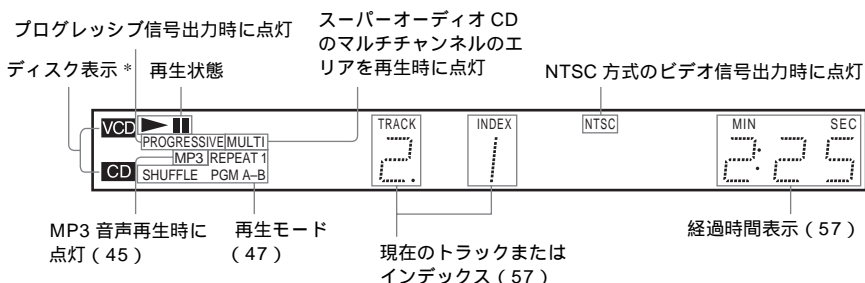 プログレッシブ信号出力時に点灯
スーパーオーディオ CD
のマルチチャンネルのエ
リアを再生時に点灯
ディスク表示 *
再生状態
NTSC 方式のビデオ信号出力時に点灯
VCD
PROGRESSIVE MULTI
MP3 REPEAT 1
CD
SHUFFLE PGM A–B
TRACK
2.
INDEX
1
NTSC
MIN SEC
2:25
MP3 音声再生時に
点灯（45）
再生モード
（47）
現在のトラックまたは
インデックス（57）
経過時間表示（57）